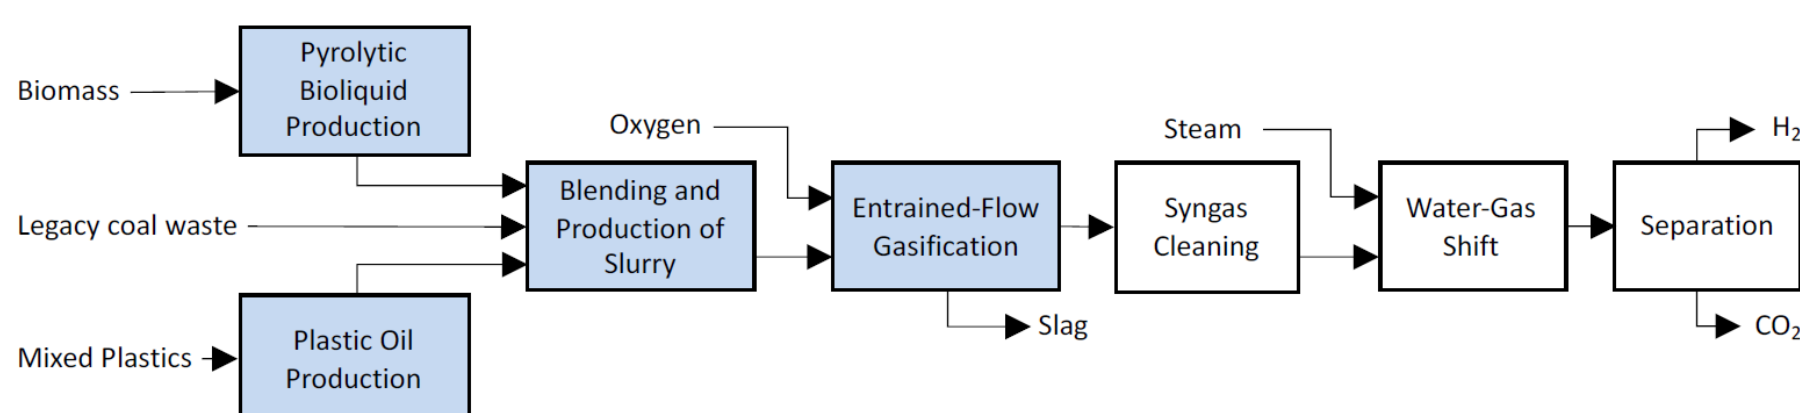 Pyrolytic
Bioliquid
Production
Biomass
Oxygen
Steam
H₂
Blending and
Production of
Slurry
Entrained-Flow
Gasification
Syngas
Cleaning
Water-Gas
Shift
Separation
Legacy coal waste
Slag
CO₂
Mixed Plastics
Plastic Oil
Production